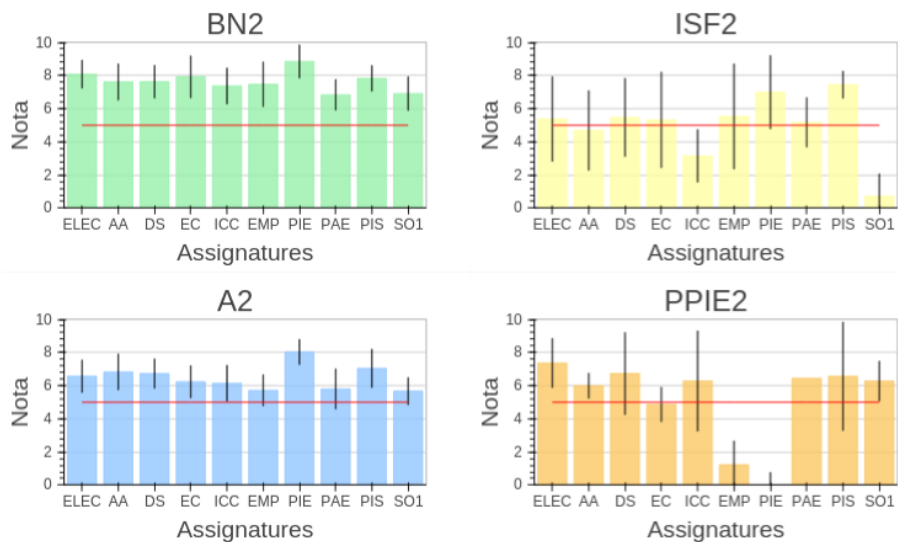 BN2
10
8
6
4
2
0
Nota
ELEC AA DS EC ICC EMP PIE PAE PIS SO1
Assignatures
ISF2
10
8
6
4
2
0
Nota
ELEC AA DS EC ICC EMP PIE PAE PIS SO1
Assignatures
A2
10
8
6
4
2
0
Nota
ELEC AA DS EC ICC EMP PIE PAE PIS SO1
Assignatures
PPIE2
10
8
6
4
2
0
Nota
ELEC AA DS EC ICC EMP PIE PAE PIS SO1
Assignatures